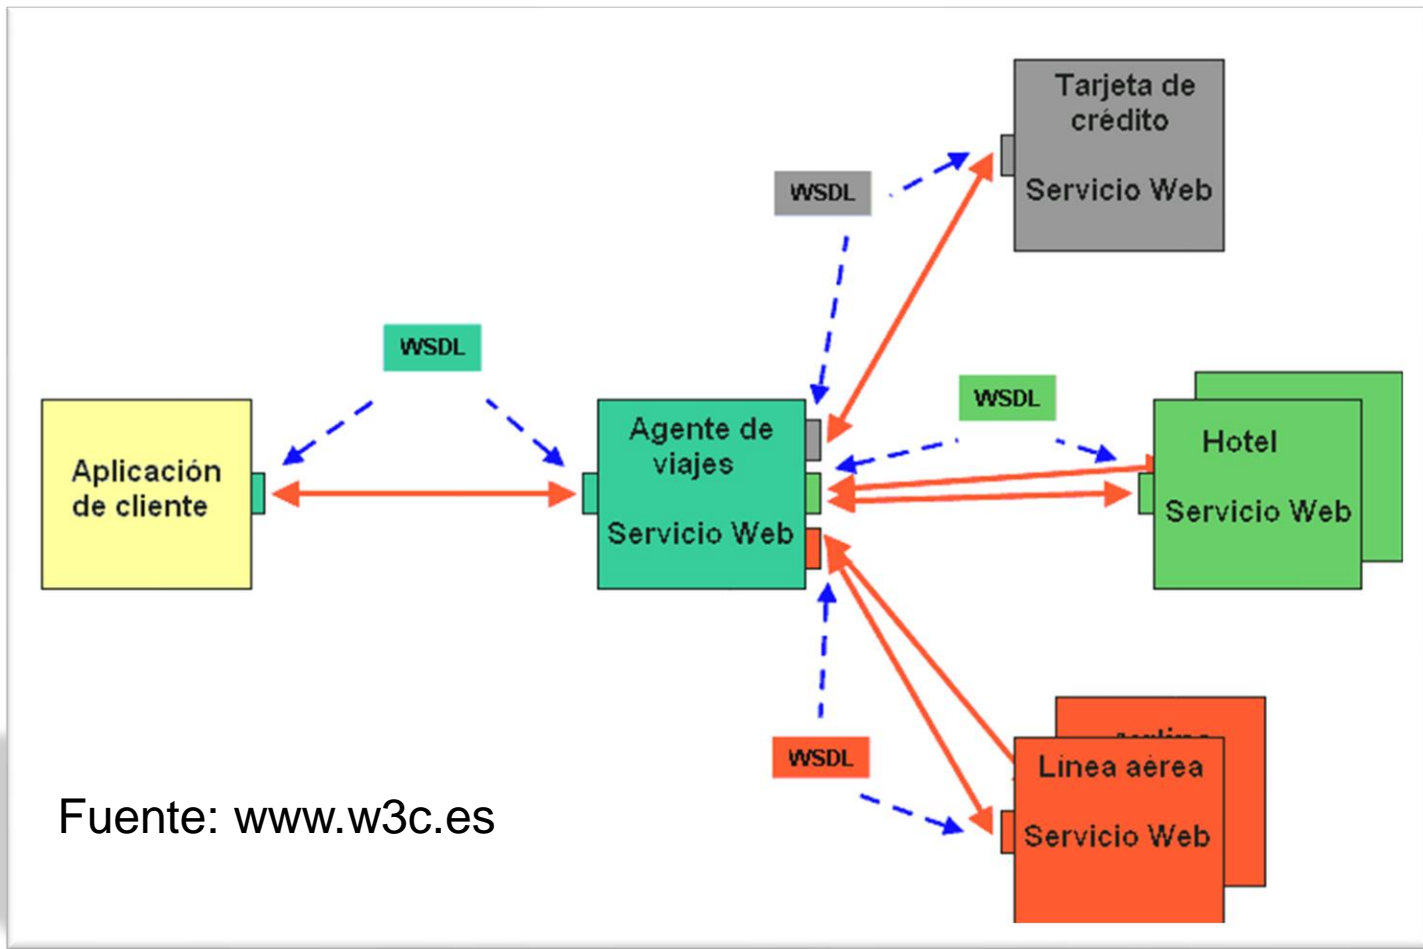 Tarjeta de
crédito
Servicio Web
WSDL
WSDL
WSDL
Aplicación
de cliente
Agente de
viajes
Servicio Web
Hotel
Servicio Web
WSDL
Línea aérea
Servicio Web
Fuente: www.w3c.es